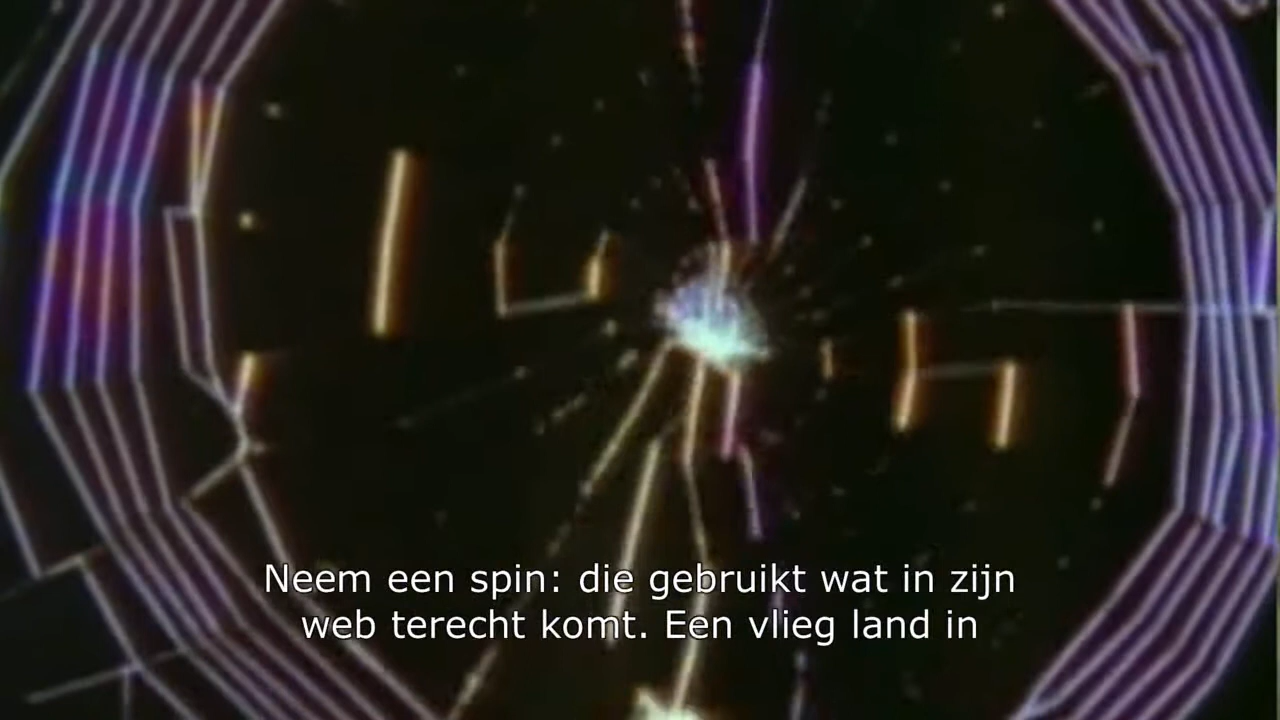 Neem een spin: die gebruikt wat in zijn
web terecht komt. Een vlieg land in